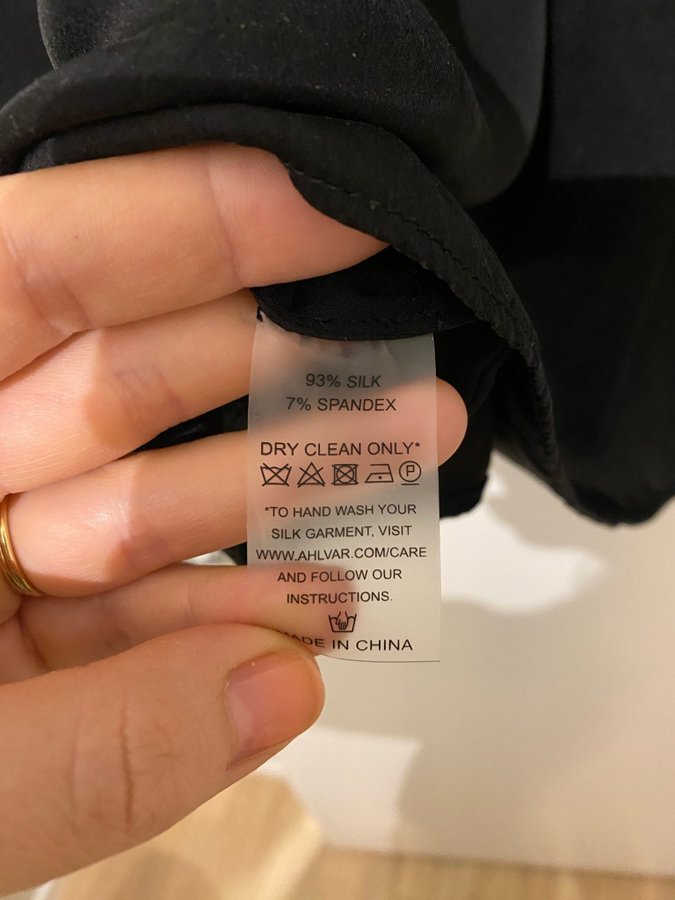 93% SILK
7% SPANDEX
DRY CLEAN ONLY*
P
*TO HAND WASH YOUR
SILK GARMENT, VISIT
WWW.AHLVAR.COM/CARE
AND FOLLOW OUR
INSTRUCTIONS.
MADE IN CHINA